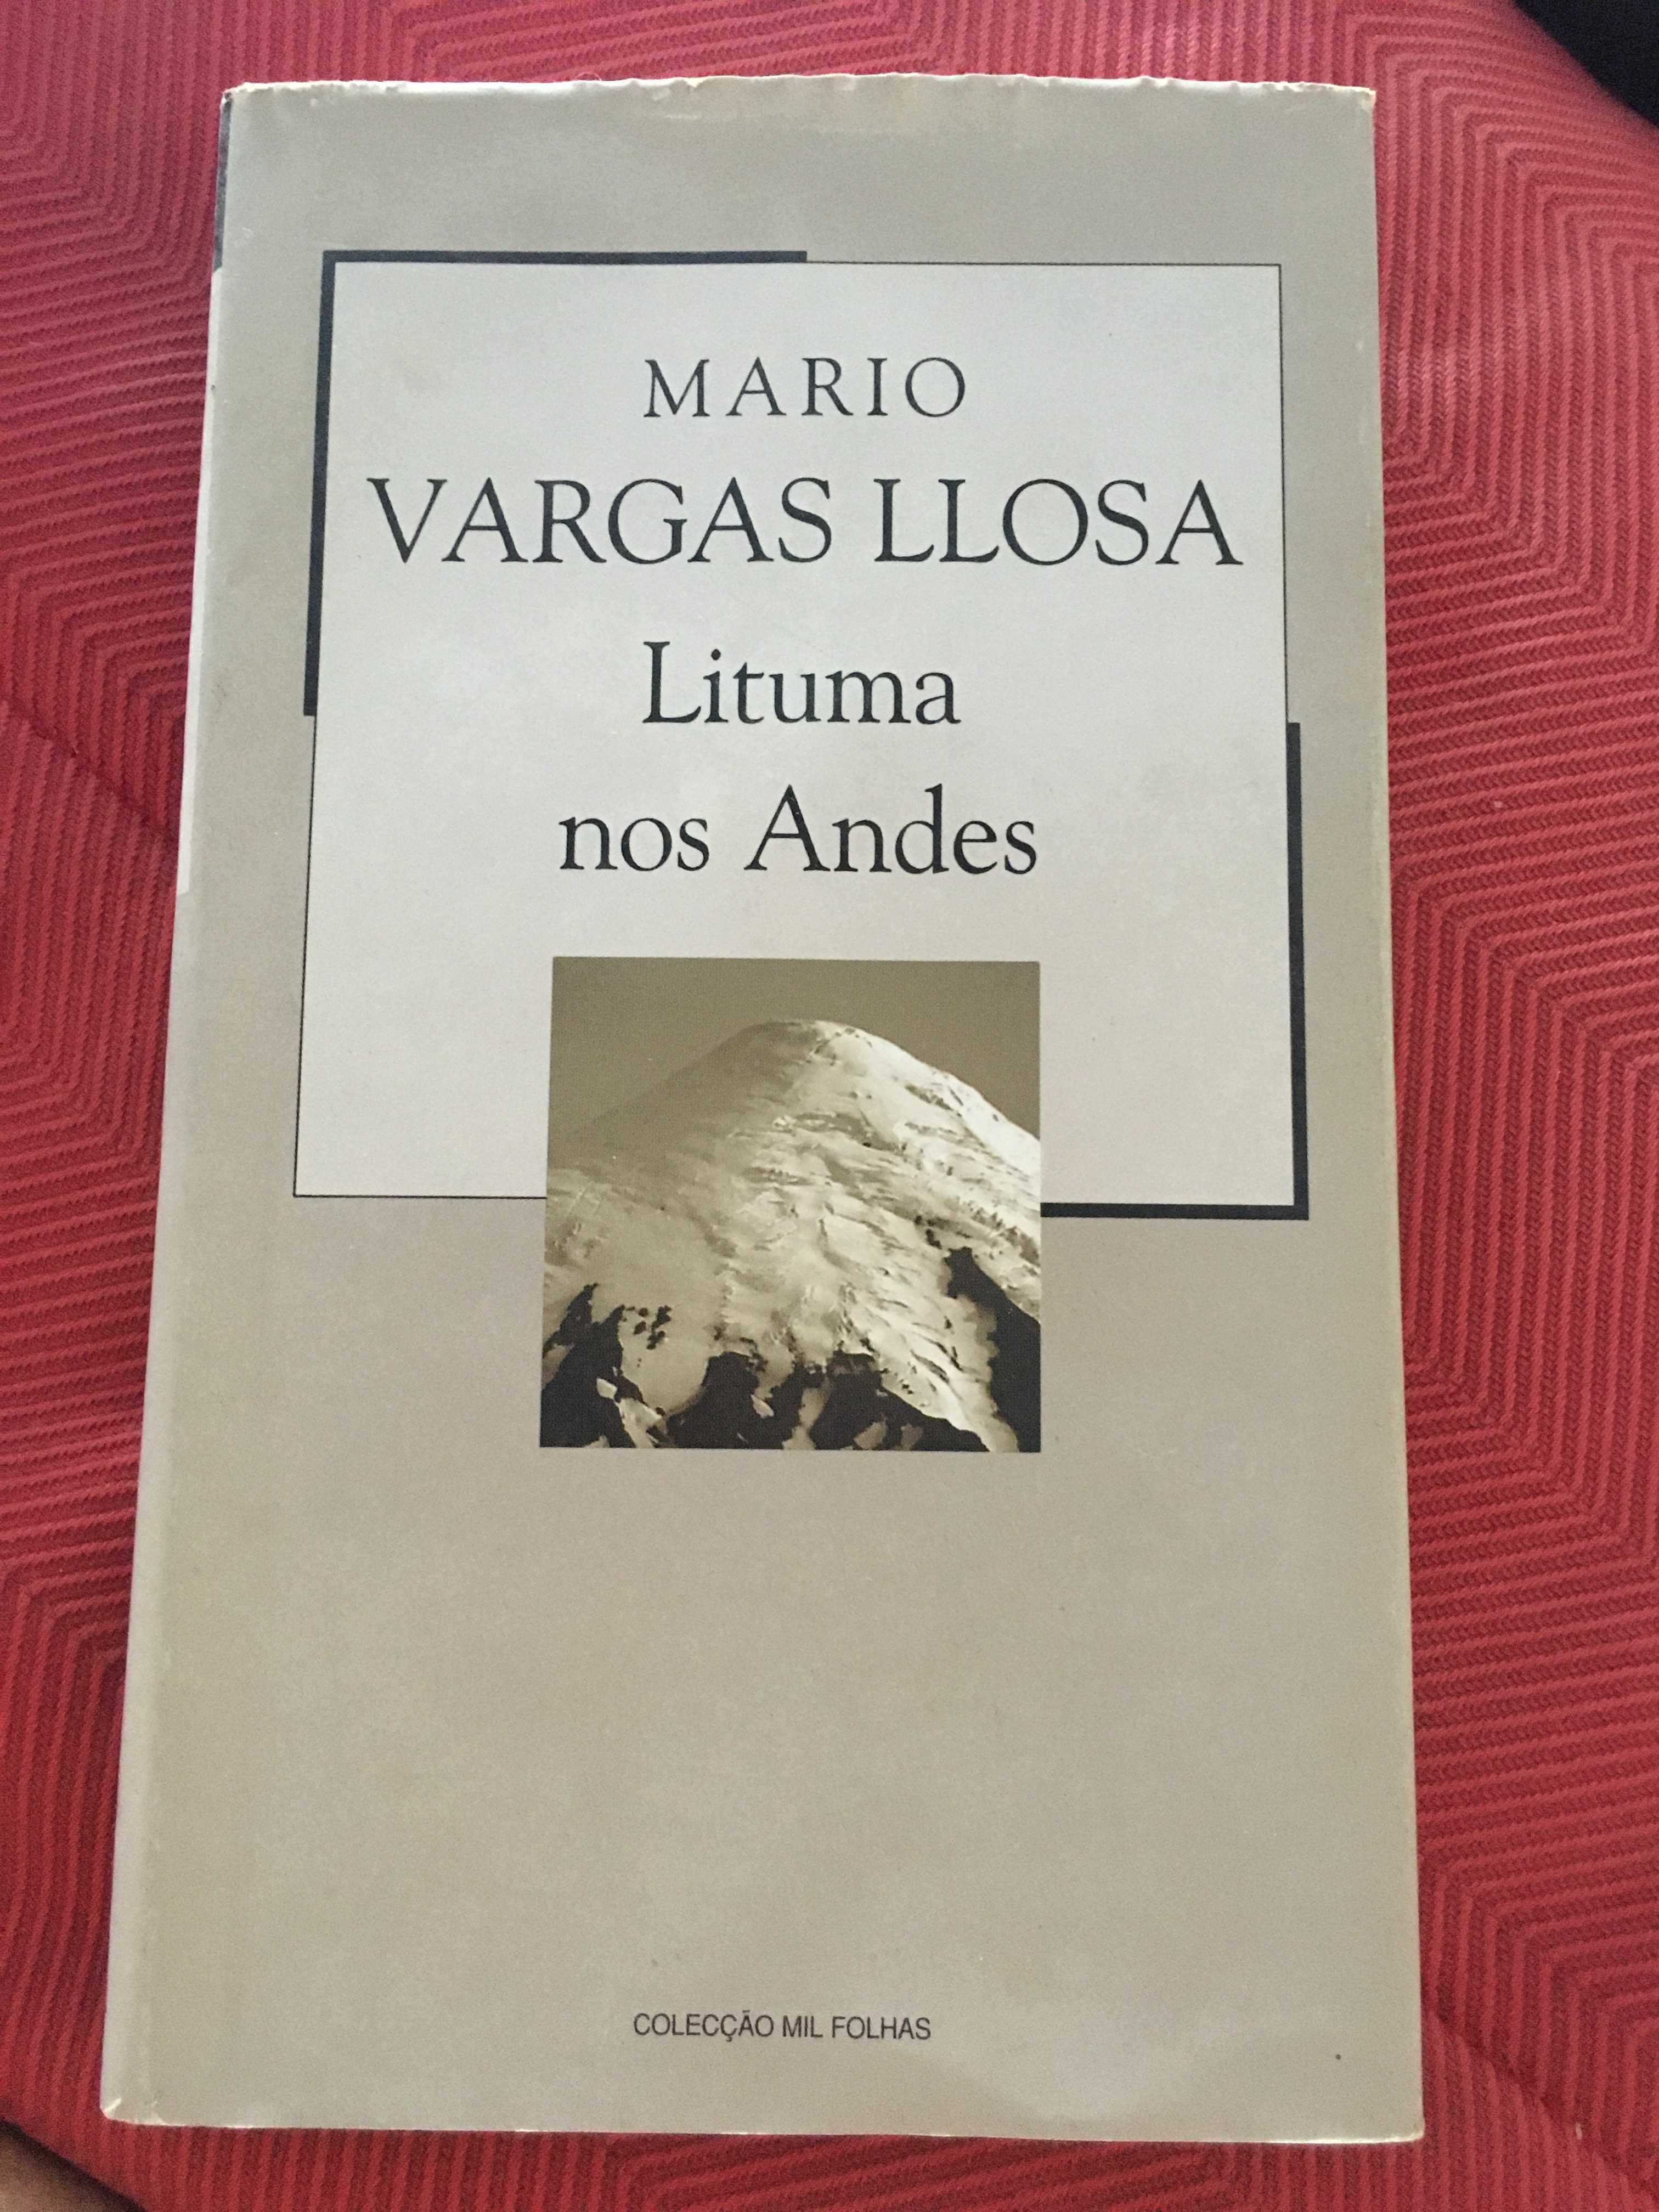 MARIO
VARGAS LLOSA
Lituma
nos Andes
COLECÇÃO MIL FOLHAS